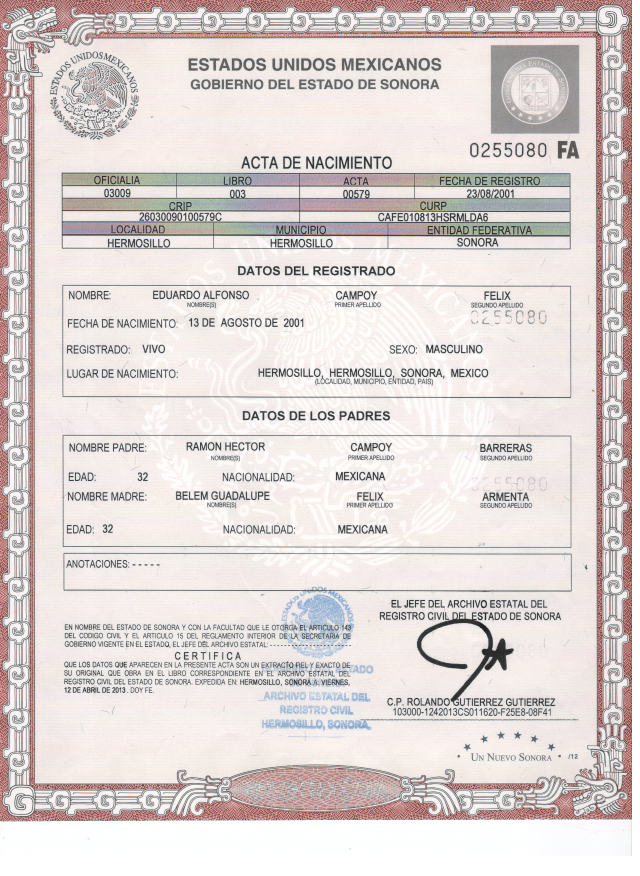 ESTADOS UNIDOS MEXICANOS
ESTADOS UNIDOS MEXICANOS
GOBIERNO DEL ESTADO DE SONORA
0255080 FA
ACTA DE NACIMIENTO
OFICIALIA LIBRO ACTA FECHA DE REGISTRO
03009 003 00579 23/08/2001
CRIP CURP
26030090100579C CAFE010813HSRMLDA6
LOCALIDAD MUNICIPIO ENTIDAD FEDERATIVA
HERMOSILLO HERMOSILLO SONORA
DATOS DEL REGISTRADO
NOMBRE: EDUARDO ALFONSO CAMPOY FELIX
NOMBRE(S) PRIMER APELLIDO SEGUNDO APELLIDO
0255080
FECHA DE NACIMIENTO: 13 DE AGOSTO DE 2001
REGISTRADO: VIVO SEXO: MASCULINO
LUGAR DE NACIMIENTO: HERMOSILLO, HERMOSILLO, SONORA, MEXICO
(LOCALIDAD, MUNICIPIO, ENTIDAD, PAIS)
DATOS DE LOS PADRES
NOMBRE PADRE: RAMON HECTOR CAMPOY BARRERAS
NOMBRE(S) PRIMER APELLIDO SEGUNDO APELLIDO
EDAD: 32 NACIONALIDAD: MEXICANA
0255080
NOMBRE MADRE: BELEM GUADALUPE FELIX ARMENTA
NOMBRE(S) PRIMER APELLIDO SEGUNDO APELLIDO
EDAD: 32 NACIONALIDAD: MEXICANA
ANOTACIONES: - - - - -
EL JEFE DEL ARCHIVO ESTATAL DEL
REGISTRO CIVIL DEL ESTADO DE SONORA
EN NOMBRE DEL ESTADO DE SONORA Y CON LA FACULTAD QUE LE OTORGA EL ARTICULO 143
DEL CODIGO CIVIL Y EL ARTICULO 15 DEL REGLAMENTO INTERIOR DE LA SECRETARIA DE
GOBIERNO VIGENTE EN EL ESTADO, EL JEFE DEL ARCHIVO ESTATAL:
CERTIFICA
QUE LOS DATOS QUE APARECEN EN LA PRESENTE ACTA SON UN EXTRACTO FIEL Y EXACTO DE
SU ORIGINAL QUE OBRA EN EL LIBRO CORRESPONDIENTE EN EL ARCHIVO ESTATAL DEL
REGISTRO CIVIL DEL ESTADO DE SONORA. EXPEDIDA EN: HERMOSILLO, SONORA A: VIERNES,
12 DE ABRIL DE 2013. DOY FE.
ARCHIVO ESTATAL DEL
REGISTRO CIVIL
HERMOSILLO, SONORA.
C.P. ROLANDO GUTIERREZ GUTIERREZ
103000-1242013CS011620-F25E8-08F41
UN NUEVO SONORA
/12